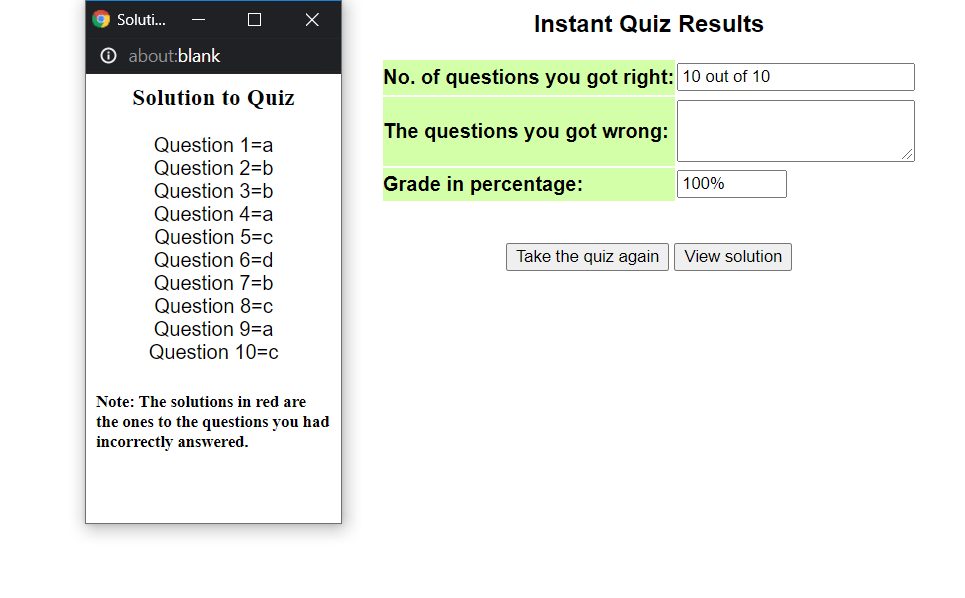 Soluti...
about:blank
Solution to Quiz
Question 1=a
Question 2=b
Question 3=b
Question 4=a
Question 5=c
Question 6=d
Question 7=b
Question 8=c
Question 9=a
Question 10=c
Note: The solutions in red are
the ones to the questions you had
incorrectly answered.
Instant Quiz Results
No. of questions you got right: 10 out of 10
The questions you got wrong:
Grade in percentage: 100%
Take the quiz again View solution